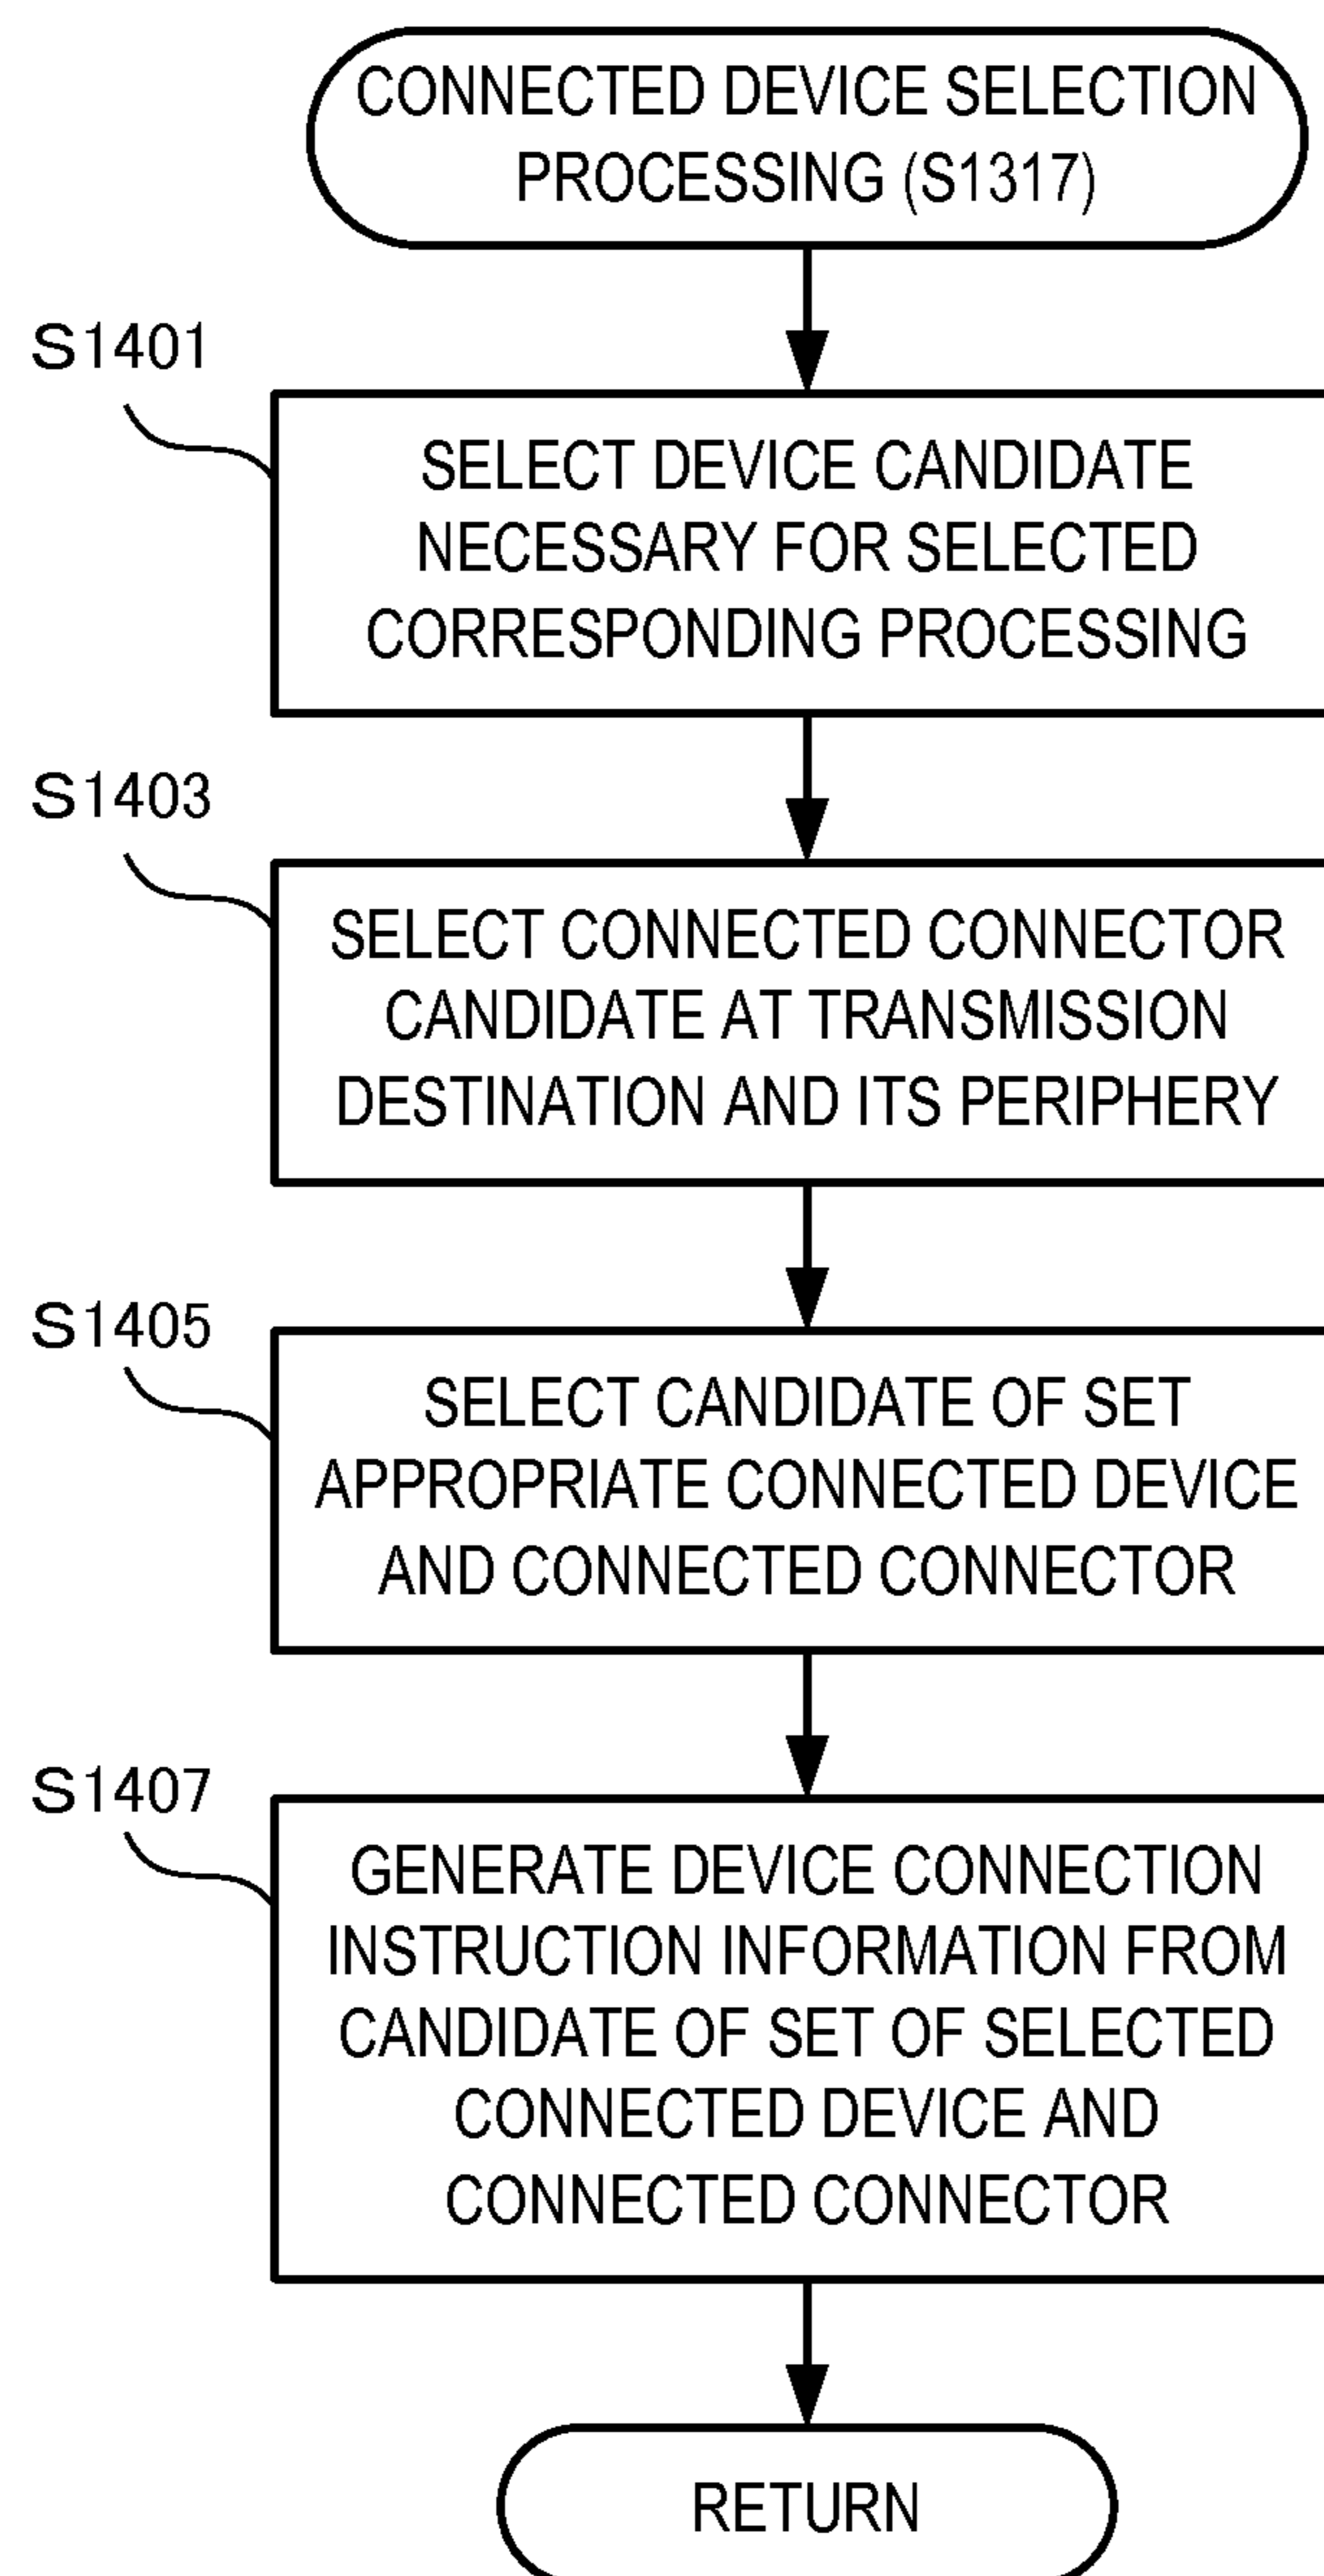 CONNECTED DEVICE SELECTION
PROCESSING (S1317)
S1401
SELECT DEVICE CANDIDATE
NECESSARY FOR SELECTED
CORRESPONDING PROCESSING
S1403
SELECT CONNECTED CONNECTOR
CANDIDATE AT TRANSMISSION
DESTINATION AND ITS PERIPHERY
S1405
SELECT CANDIDATE OF SET
APPROPRIATE CONNECTED DEVICE
AND CONNECTED CONNECTOR
S1407
GENERATE DEVICE CONNECTION
INSTRUCTION INFORMATION FROM
CANDIDATE OF SET OF SELECTED
CONNECTED DEVICE AND
CONNECTED CONNECTOR
RETURN